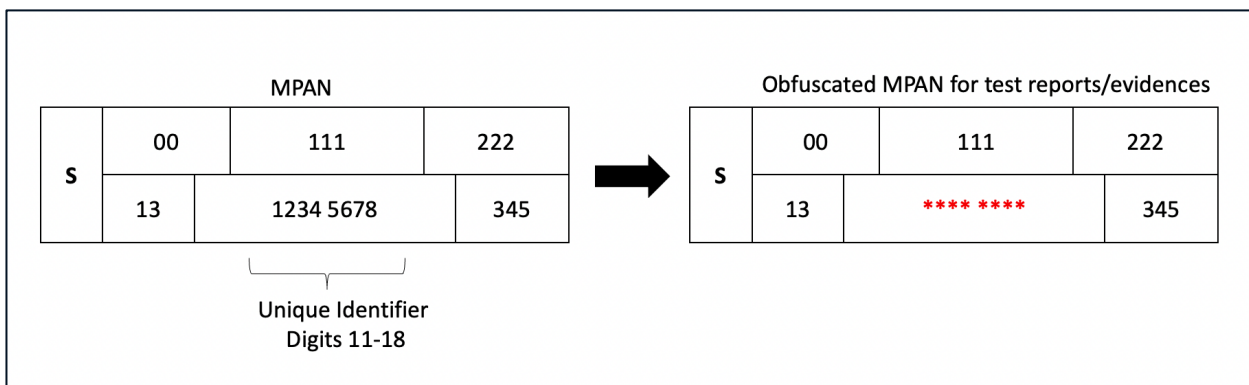 MPAN
S
00
111
222
13
1234 5678
345
Unique Identifier
Digits 11-18
Obfuscated MPAN for test reports/evidences
S
00
111
222
13
**** ****
345